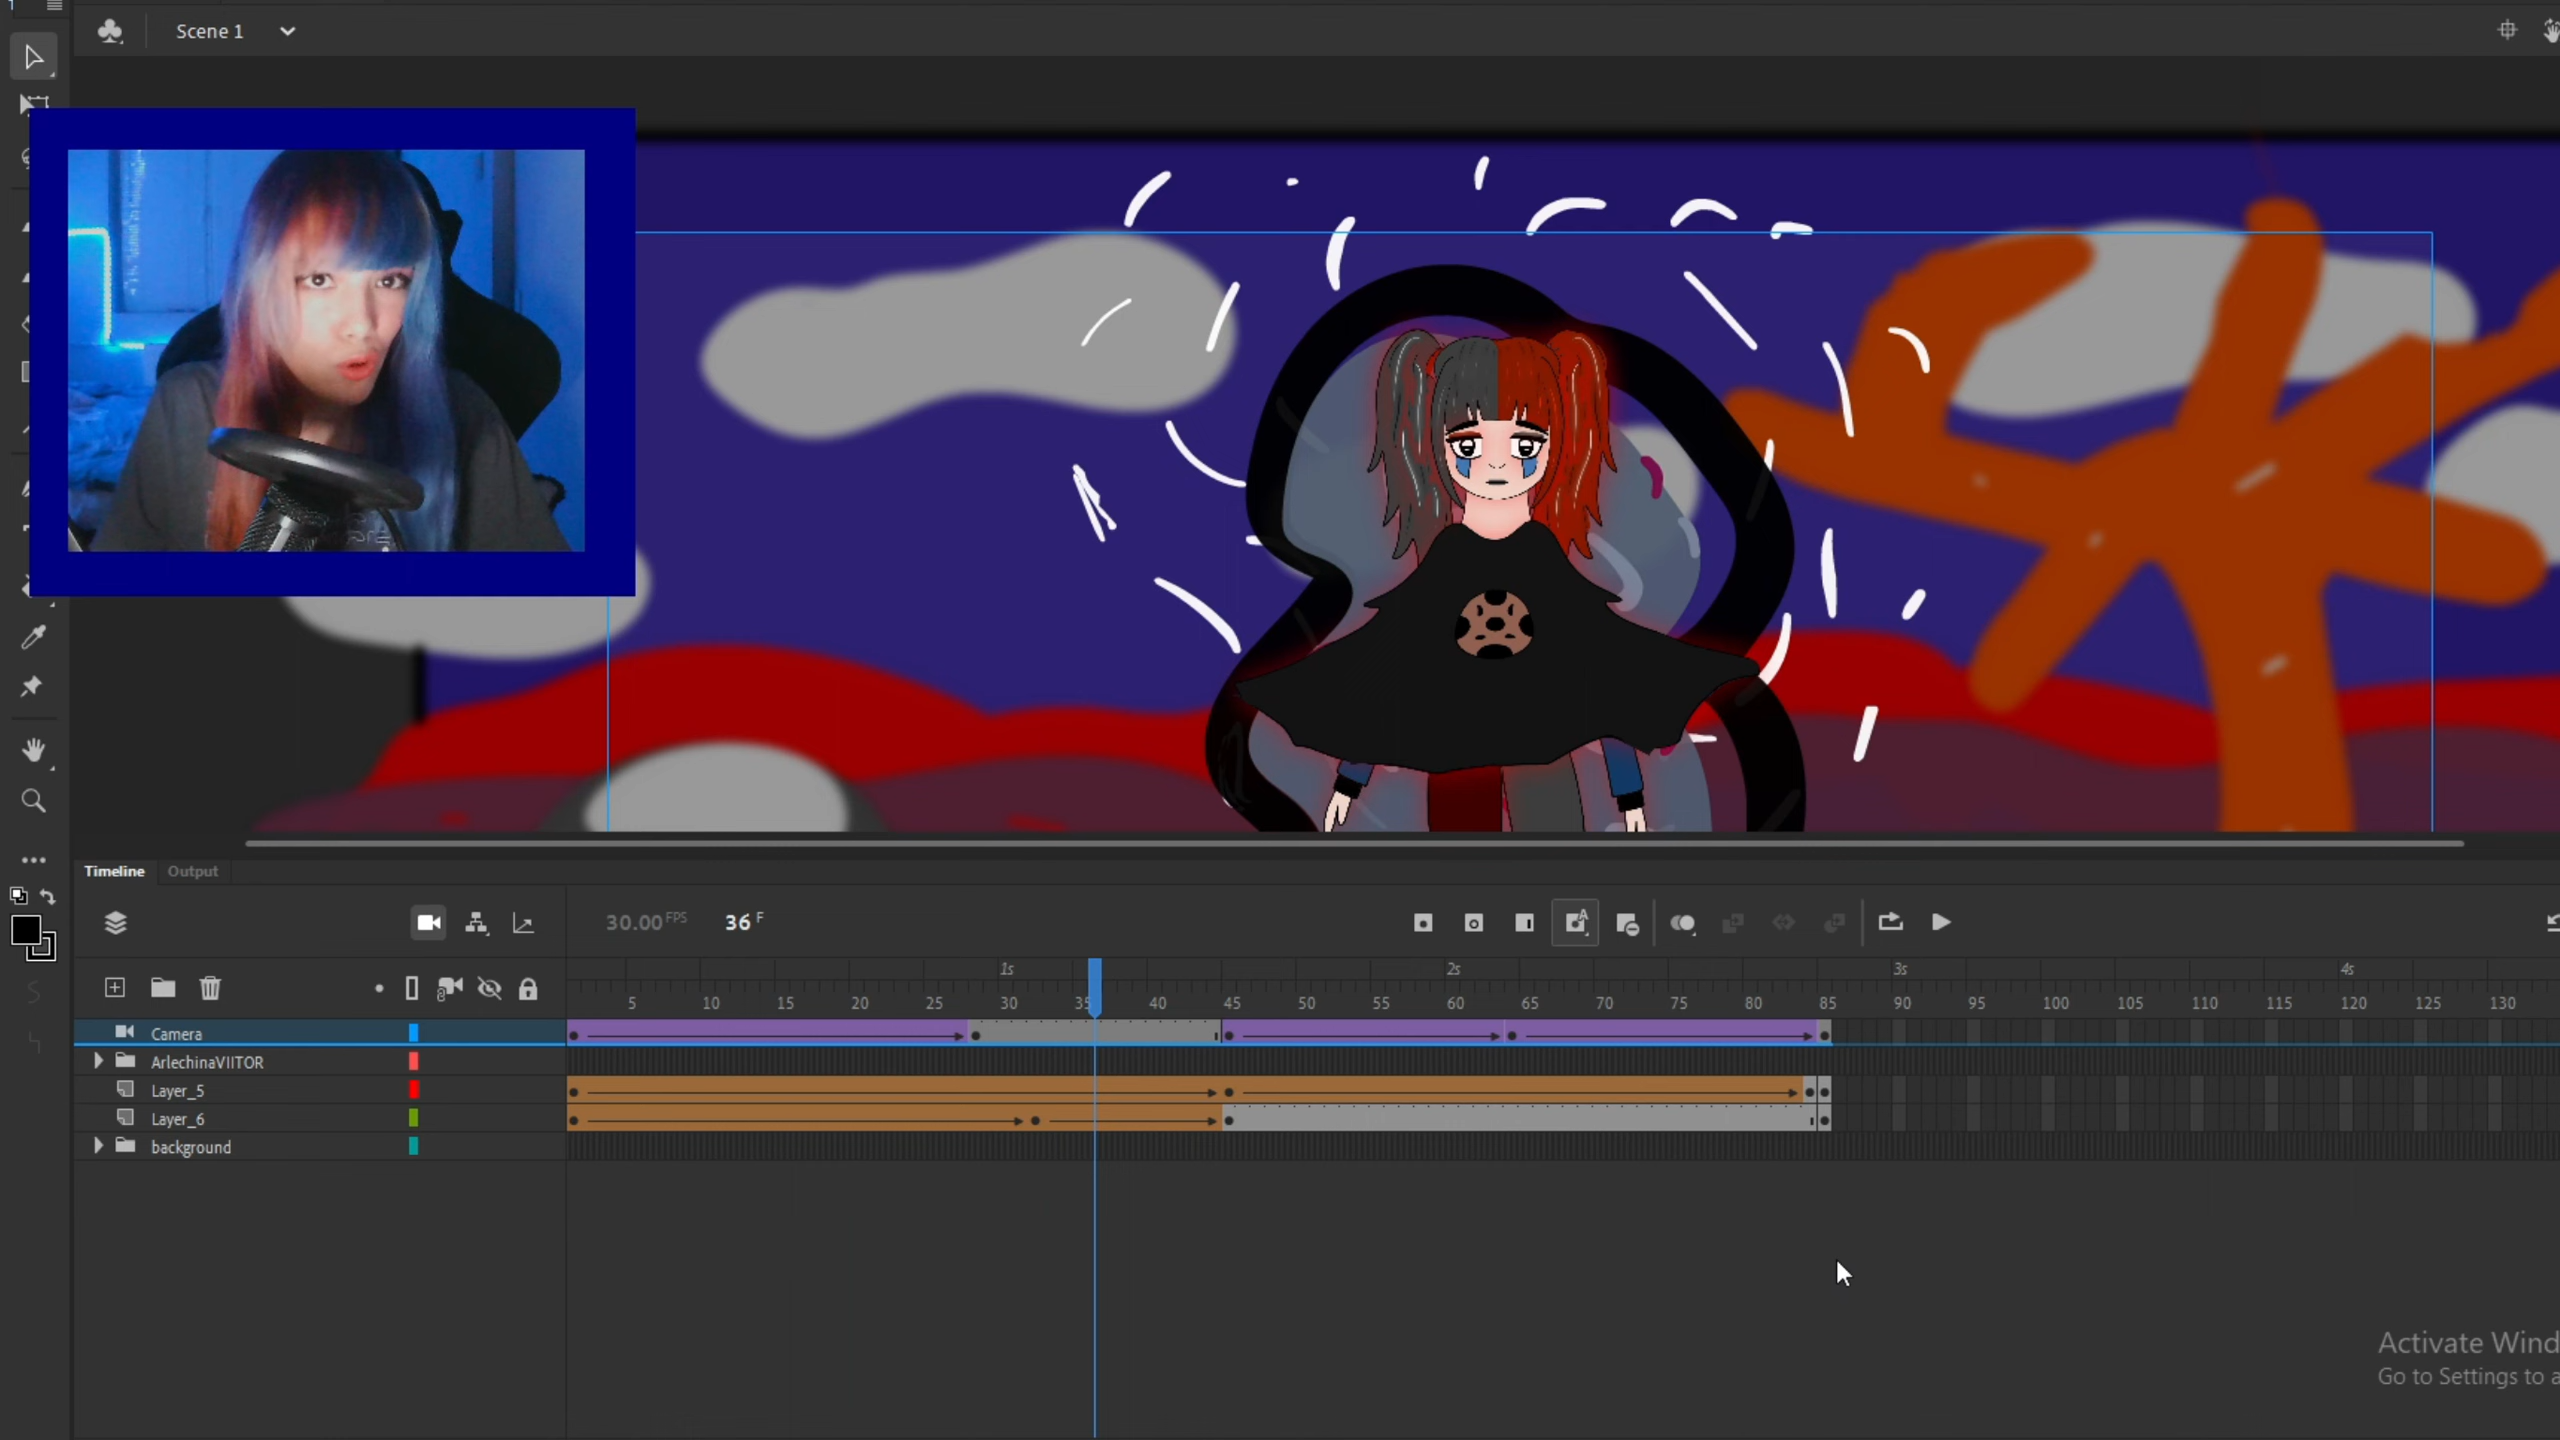 Scene 1
Timeline Output
30.00 FPS 36 F
1s 2s 3s 4s
5 10 15 20 25 30 35 40 45 50 55 60 65 70 75 80 85 90 95 100 105 110 115 120 125 130
Camera
ArlechinaVIITOR
Layer_5
Layer_6
background
Activate Wind
Go to Settings to a